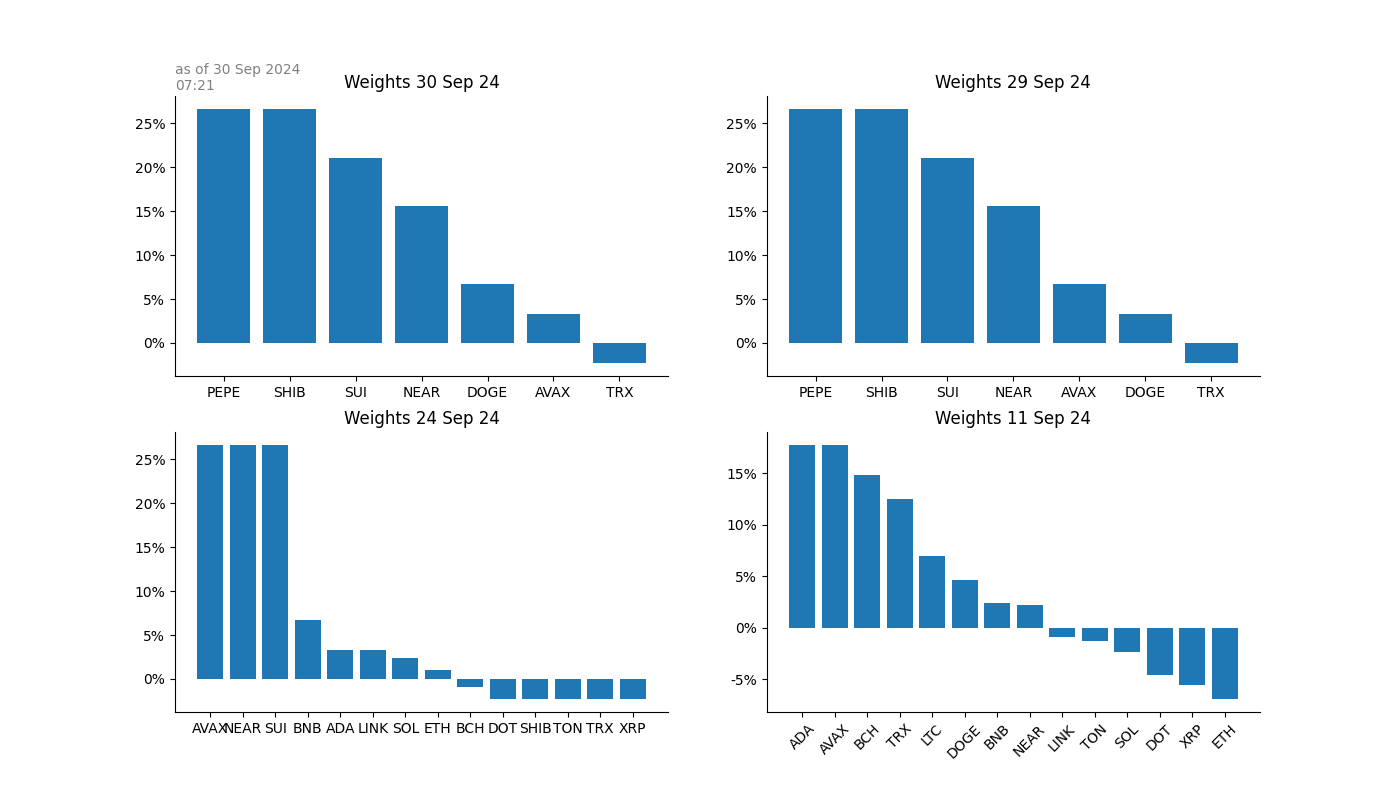 as of 30 Sep 2024
07:21
Weights 30 Sep 24
25%
20%
15%
10%
5%
0%
PEPE SHIB SUI NEAR DOGE AVAX TRX
Weights 29 Sep 24
25%
20%
15%
10%
5%
0%
PEPE SHIB SUI NEAR AVAX DOGE TRX
Weights 24 Sep 24
25%
20%
15%
10%
5%
0%
AVAX NEAR SUI BNB ADA LINK SOL ETH BCH DOT SHIB TON TRX XRP
Weights 11 Sep 24
15%
10%
5%
0%
-5%
ADA AVAX BCH TRX LTC DOGE BNB NEAR LINK TON SOL DOT XRP ETH